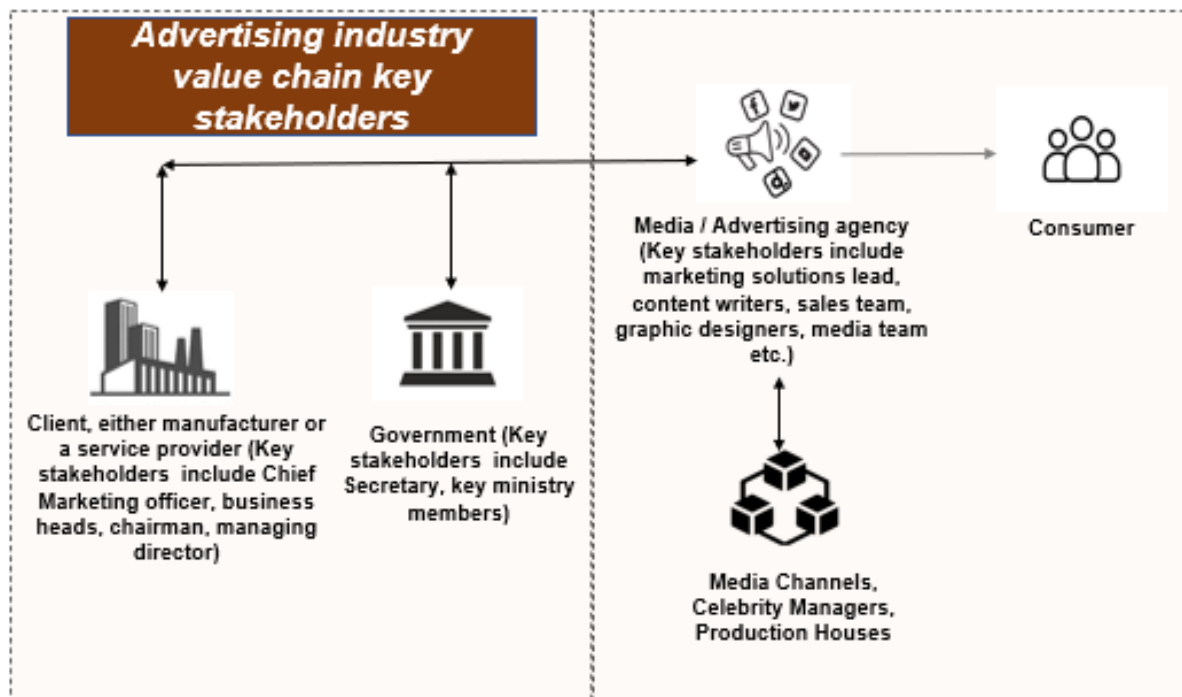 Advertising industry
value chain key
stakeholders
Media / Advertising agency
(Key stakeholders include
marketing solutions lead,
content writers, sales team,
graphic designers, media team
etc.)
Consumer
Client, either manufacturer or
a service provider (Key
stakeholders include Chief
Marketing officer, business
heads, chairman, managing
director)
Government (Key
stakeholders include
Secretary, key ministry
members)
Media Channels,
Celebrity Managers,
Production Houses